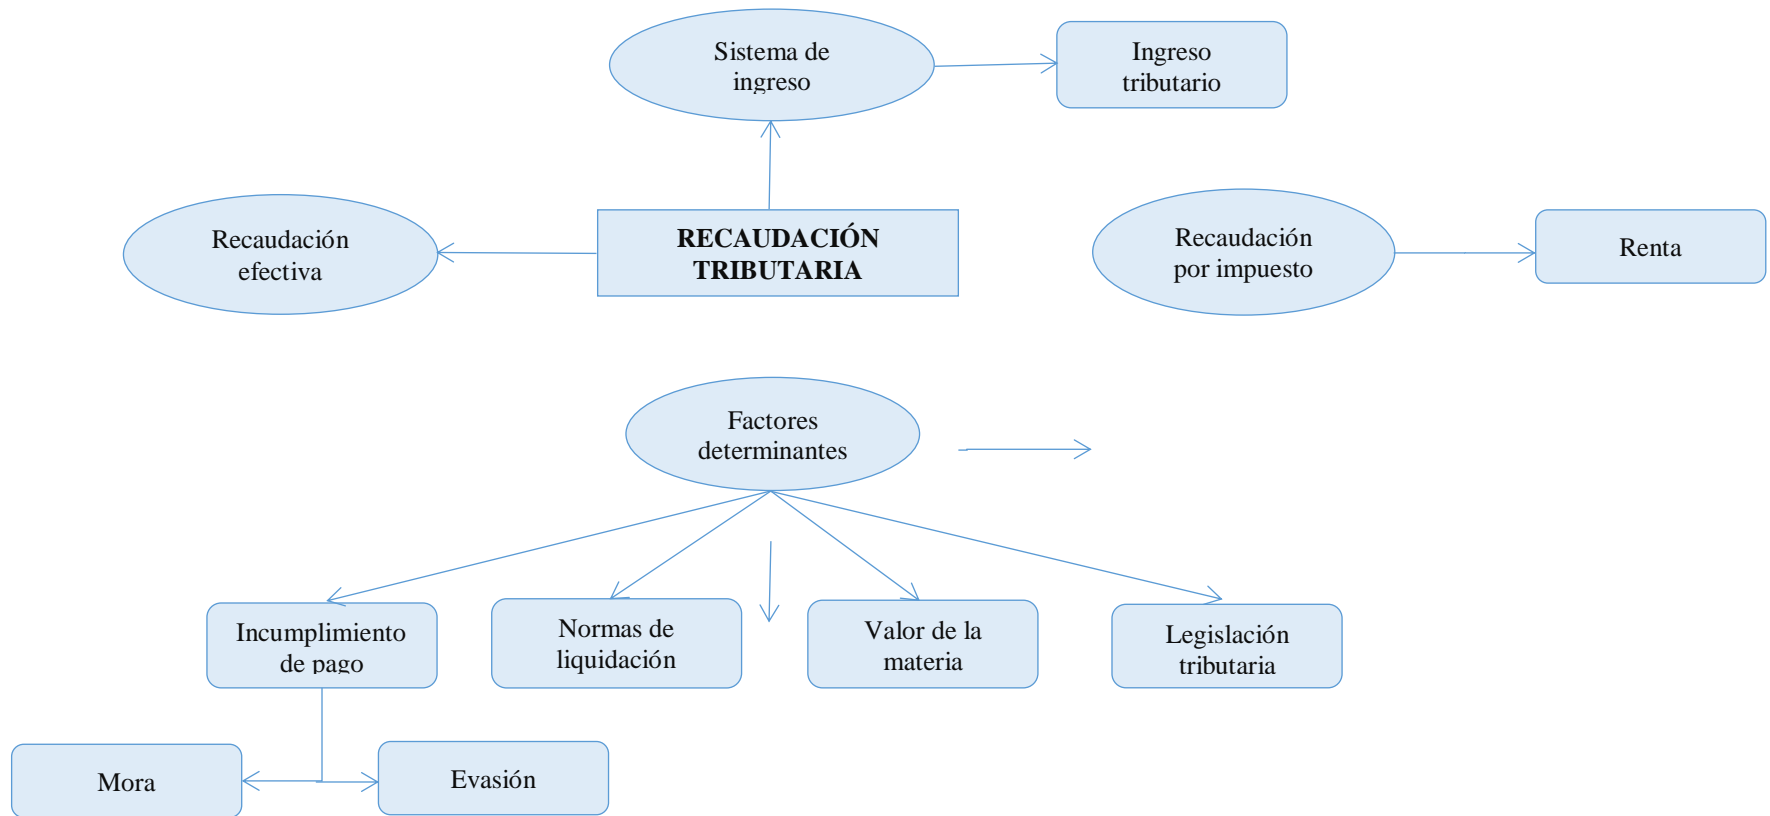 Sistema de
ingreso
Ingreso
tributario
Recaudación
efectiva
RECAUDACIÓN
TRIBUTARIA
Recaudación
por impuesto
Renta
Factores
determinantes
Incumplimiento
de pago
Normas de
liquidación
Valor de la
materia
Legislación
tributaria
Mora
Evasión